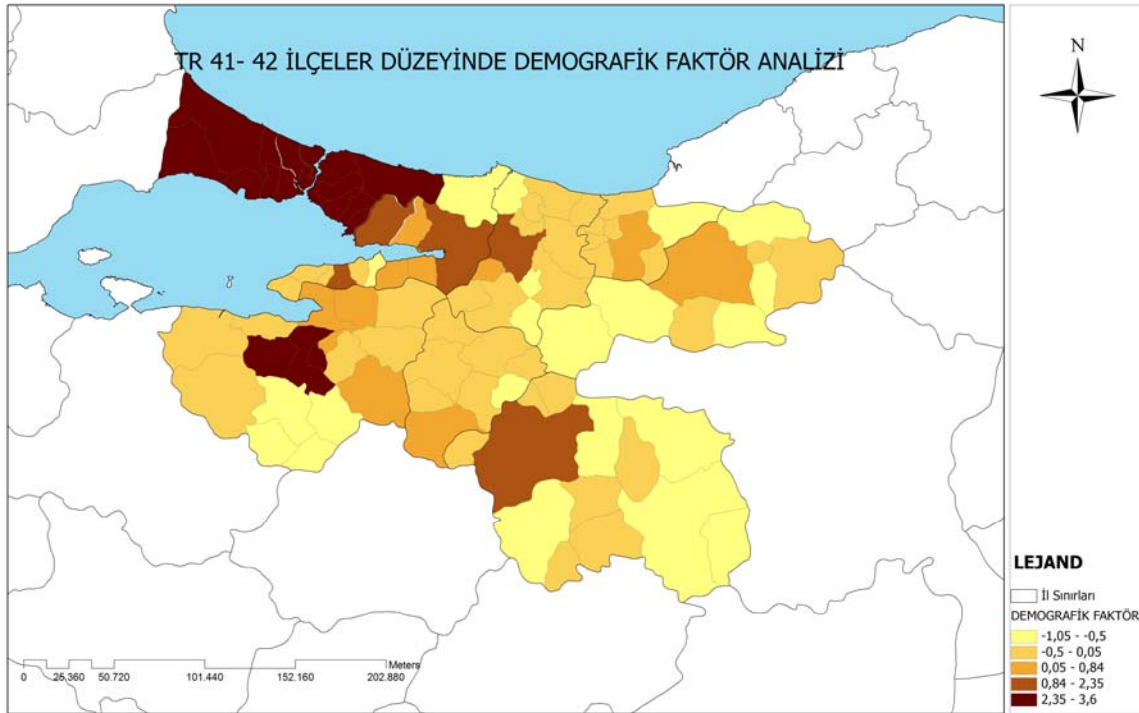 TR 41- 42 İLÇELER DÜZEYİNDE DEMOGRAFİK FAKTÖR ANALİZİ
N
LEJAND
İl Sınırları
DEMOGRAFİK FAKTÖR
-1,05 - -0,5
-0,5 - 0,05
0,05 - 0,84
0,84 - 2,35
2,35 - 3,6
Meters
0 25.360 50.720 101.440 152.160 202.880